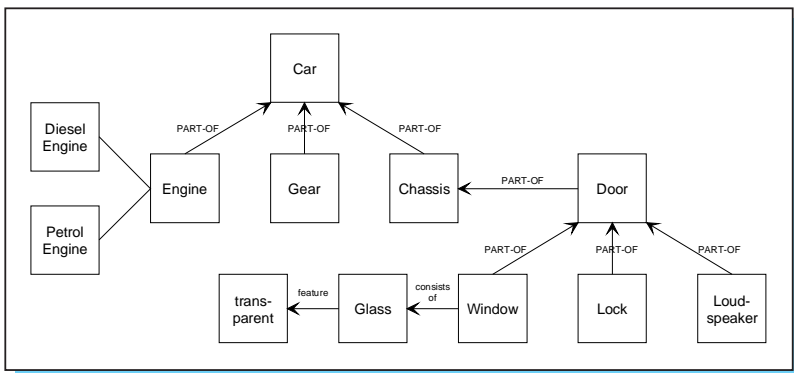 Car
Diesel
Engine
PART-OF
PART-OF
PART-OF
Engine
Gear
Chassis
PART-OF
Door
Petrol
Engine
PART-OF
PART-OF
PART-OF
trans-
parent
feature
Glass
consists
of
Window
Lock
Loud-
speaker